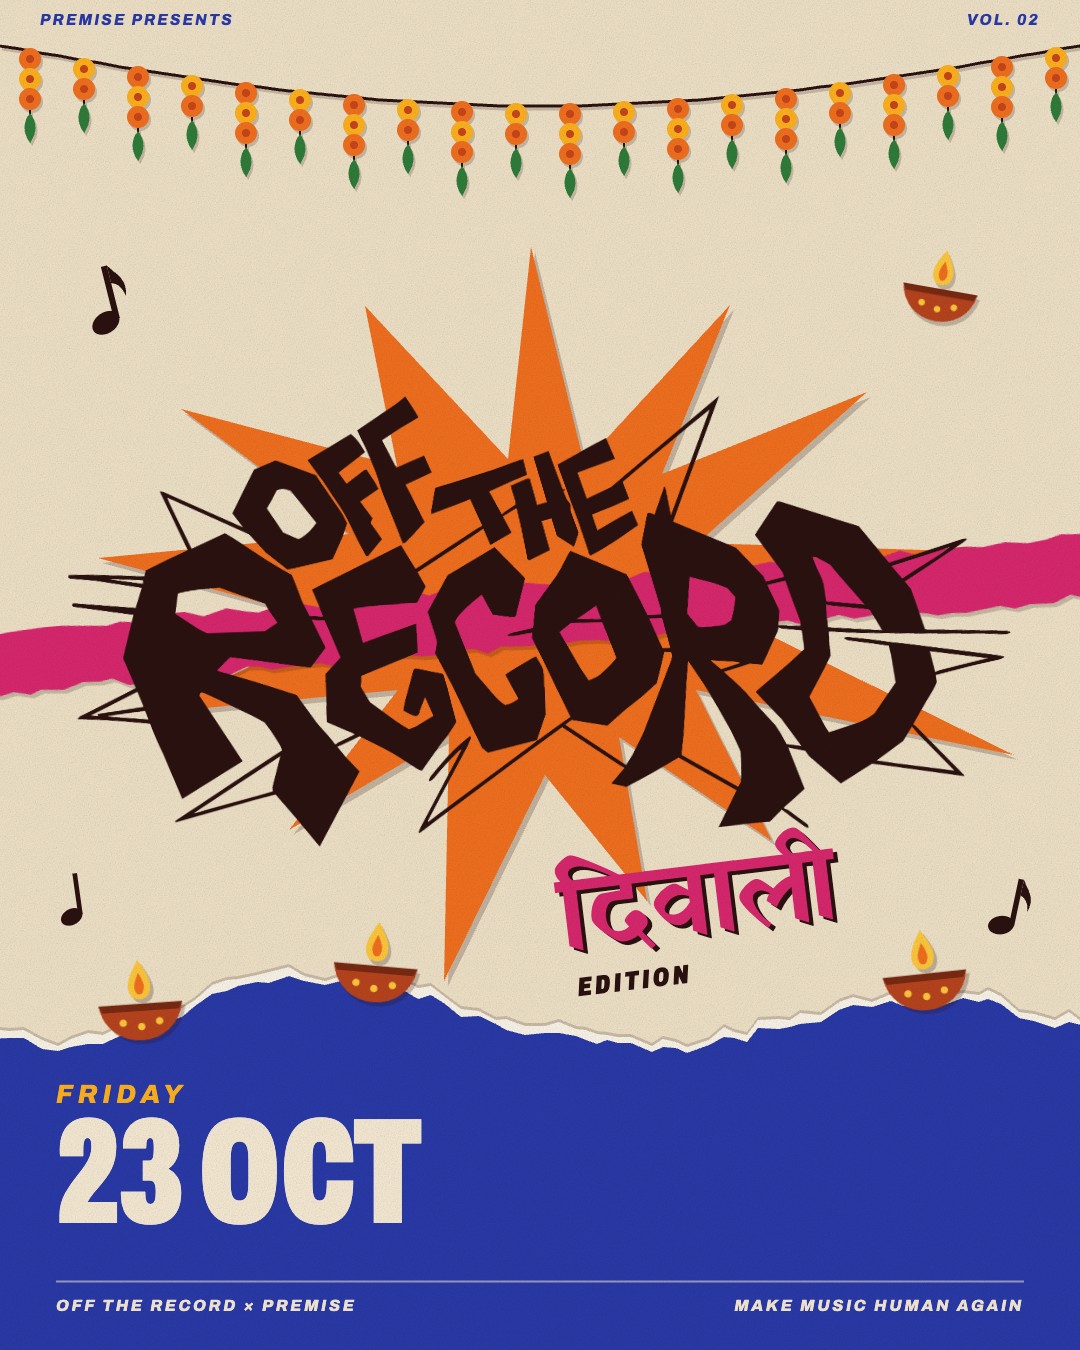 PREMISE PRESENTS
VOL. 02
OFF THE
RECORD
दिवाली
EDITION
FRIDAY
23 OCT
OFF THE RECORD × PREMISE
MAKE MUSIC HUMAN AGAIN